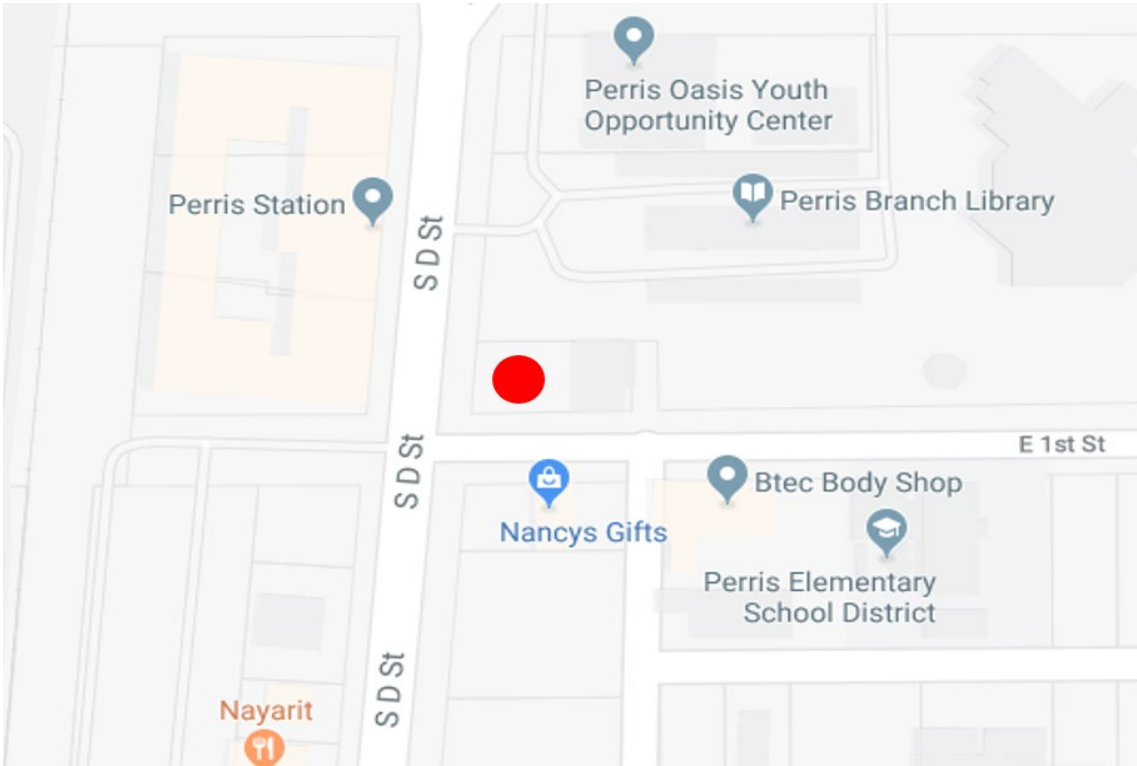 Perris Oasis Youth
Opportunity Center
Perris Station
Perris Branch Library
S D St
E 1st St
S D St
Btec Body Shop
Nancys Gifts
Perris Elementary
School District
S D St
Nayarit